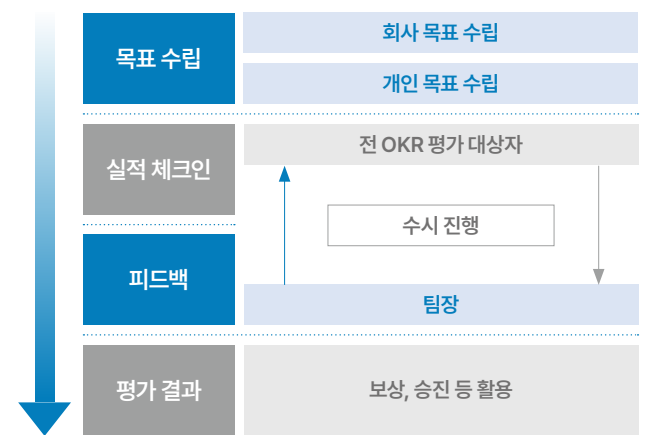 목표 수립
회사 목표 수립
개인 목표 수립
실적 체크인
전 OKR 평가 대상자
수시 진행
피드백
팀장
평가 결과
보상, 승진 등 활용